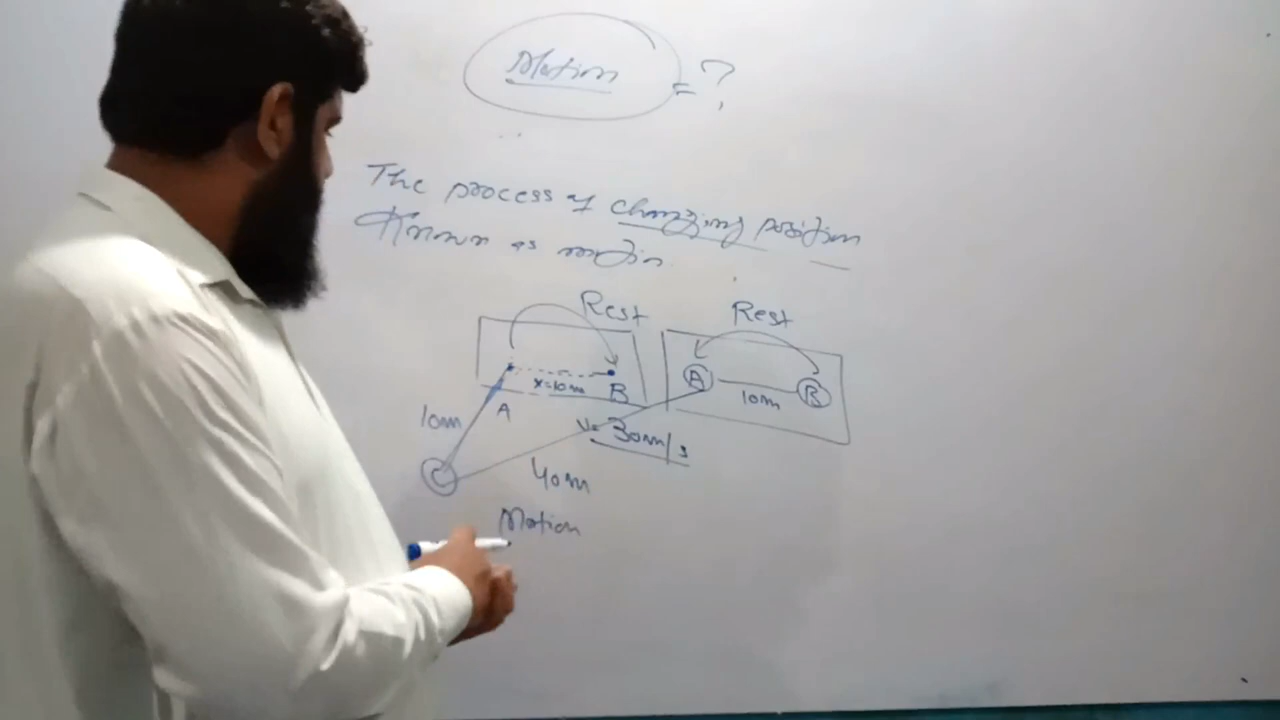 Motion = ?
The process of changing position
Known as motion
Rest
Rest
x=10m
B
A
A
10m
B
10m
V= 30m/s
C
40m
Motion